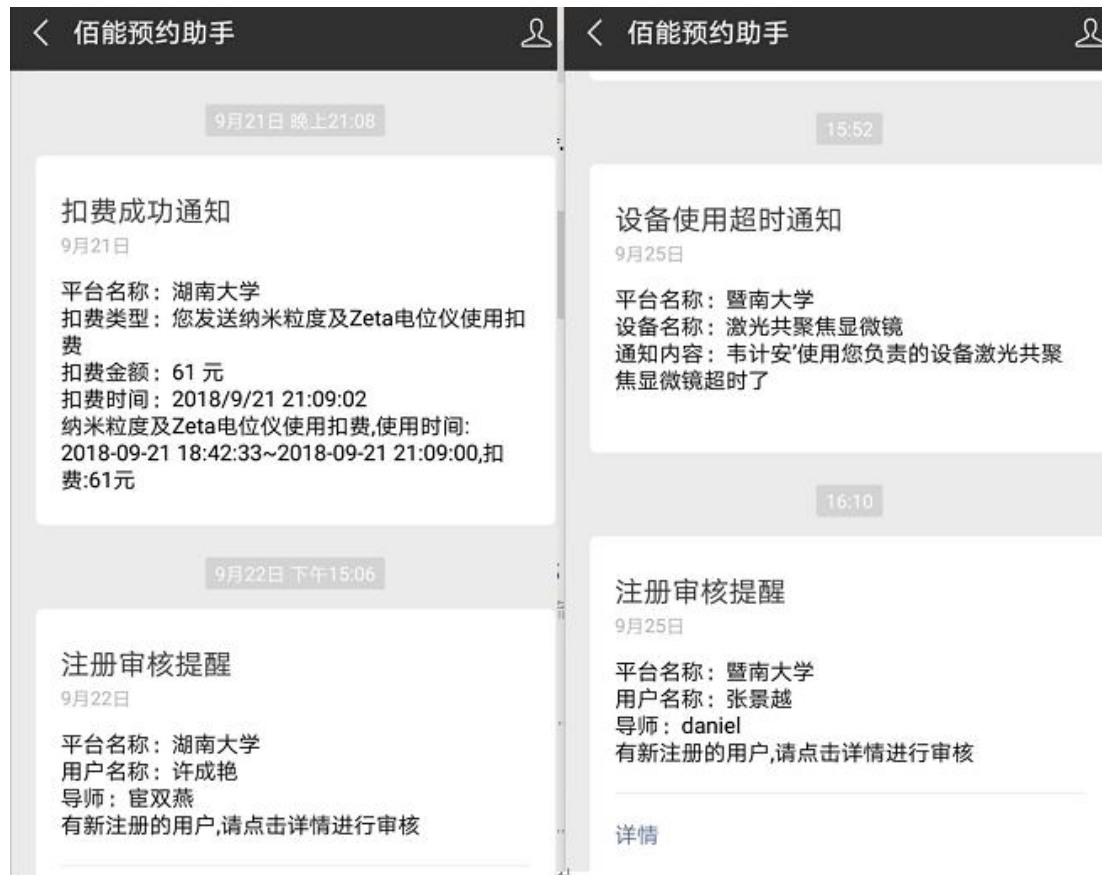 佰能预约助手
9月21日 晚上21:08
扣费成功通知
9月21日
平台名称：湖南大学
扣费类型：您发送纳米粒度及Zeta电位仪使用扣
费
扣费金额：61 元
扣费时间：2018/9/21 21:09:02
纳米粒度及Zeta电位仪使用扣费,使用时间:
2018-09-21 18:42:33~2018-09-21 21:09:00,扣
费:61元
9月22日 下午15:06
注册审核提醒
9月22日
平台名称：湖南大学
用户名称：许成艳
导师：宦双燕
有新注册的用户,请点击详情进行审核
佰能预约助手
15:52
设备使用超时通知
9月25日
平台名称：暨南大学
设备名称：激光共聚焦显微镜
通知内容：韦计安'使用您负责的设备激光共聚
焦显微镜超时了
16:10
注册审核提醒
9月25日
平台名称：暨南大学
用户名称：张景越
导师：daniel
有新注册的用户,请点击详情进行审核
详情